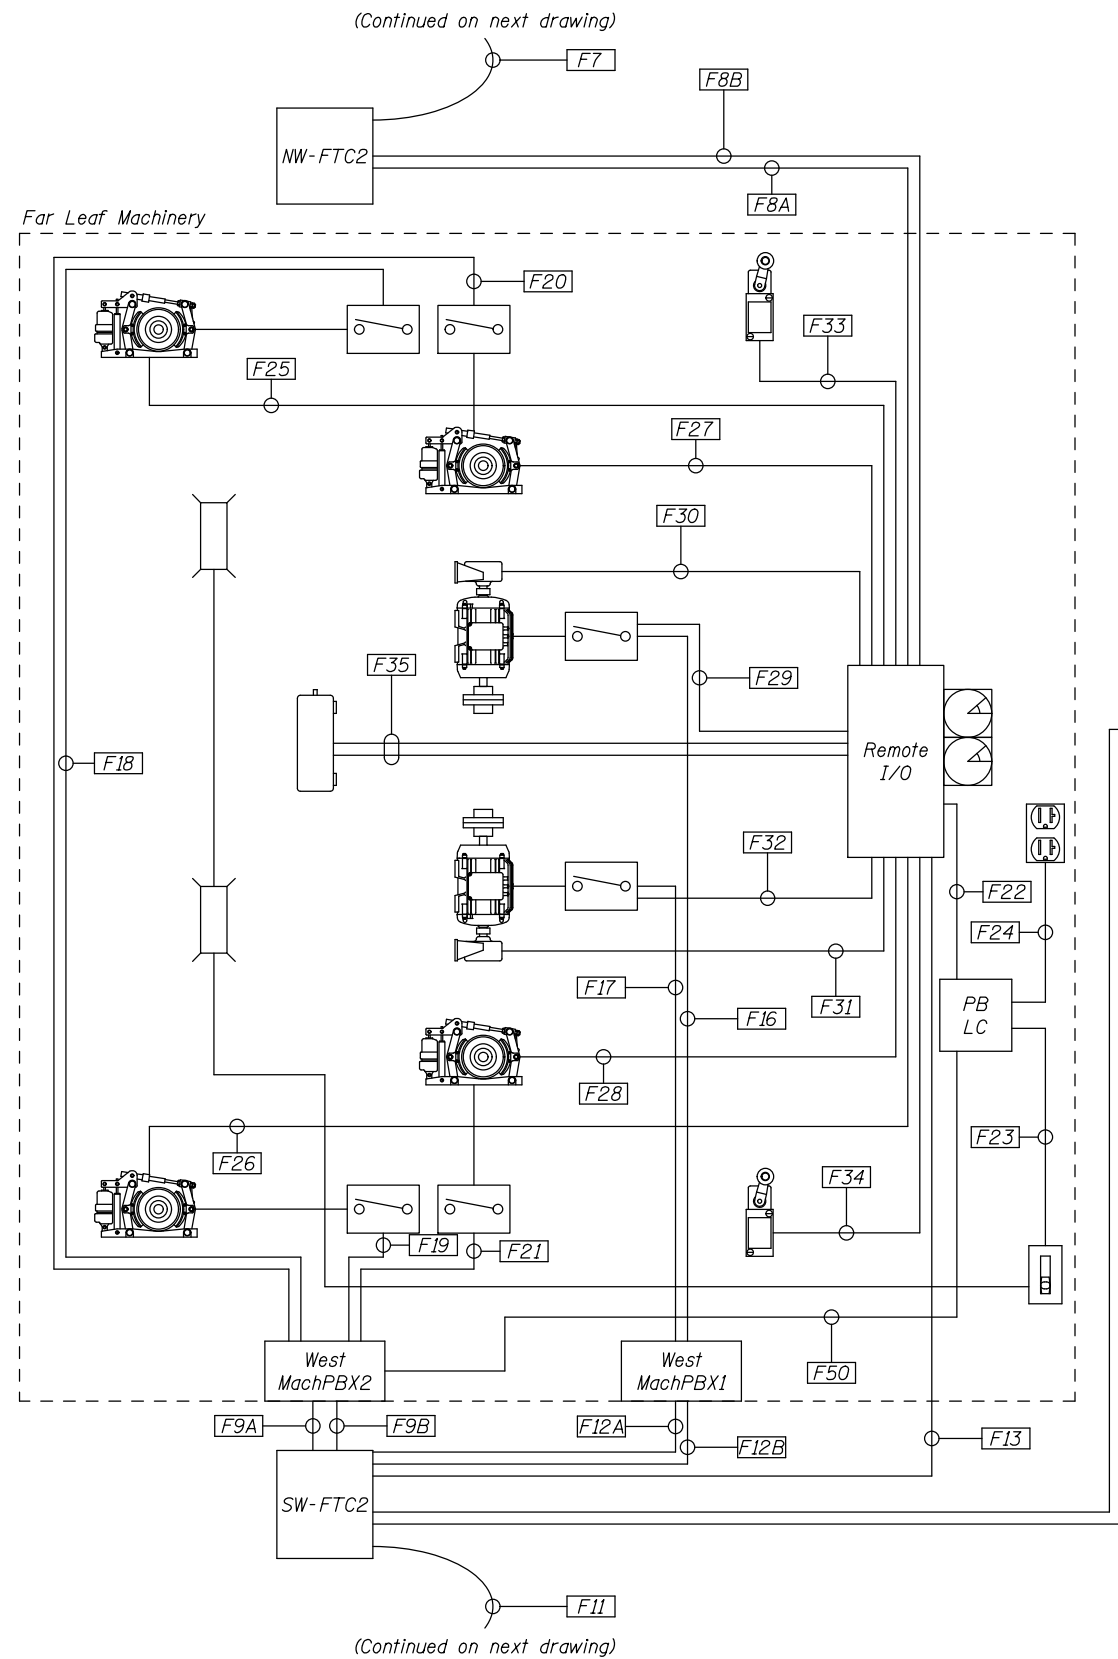 (Continued on next drawing)
F7
F8B
NW-FTC2
F8A
Far Leaf Machinery
F20
F33
F25
F27
F30
F35
F29
Remote
I/O
F18
F32
F22
F24
F17
F31
F16
PB
LC
F28
F23
F26
F34
F19
F21
West
MachPBX2
West
MachPBX1
F50
F9A
F9B
F12A
F12B
F13
SW-FTC2
F11
(Continued on next drawing)